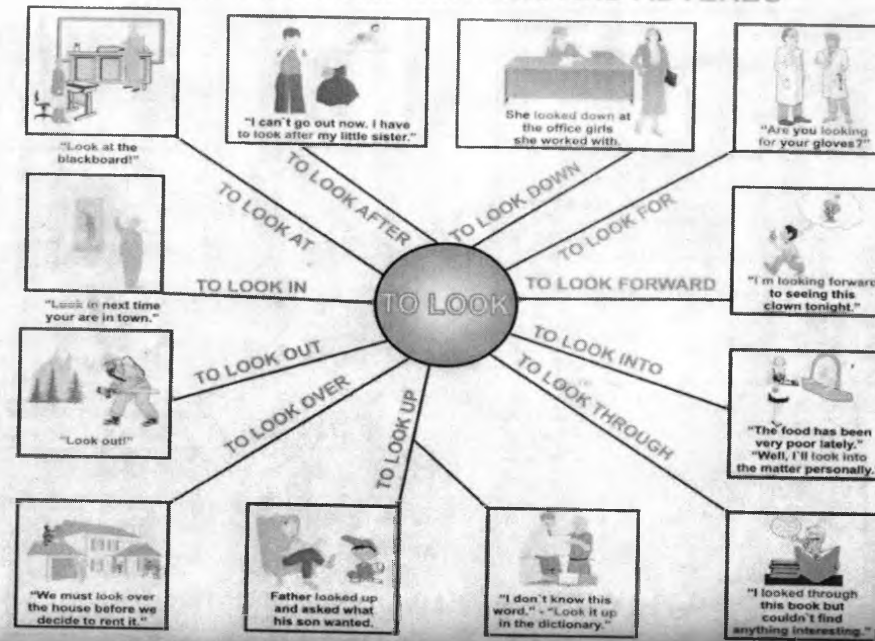 "Look at the
blackboard!"
"I can't go out now. I have
to look after my little sister."
She looked down at
the office girls
she worked with.
"Are you looking
for your gloves?"
TO LOOK AT
TO LOOK AFTER
TO LOOK DOWN
TO LOOK FOR
"Look in next time
your are in town."
TO LOOK IN
TO LOOK
TO LOOK FORWARD
"I'm looking forward
to seeing this
clown tonight."
"Look out!"
TO LOOK OUT
TO LOOK OVER
TO LOOK UP
TO LOOK THROUGH
TO LOOK INTO
"The food has been
very poor lately."
"Well, I'll look into
the matter personally.
"We must look over
the house before we
decide to rent it."
Father looked up
and asked what
his son wanted.
"I don't know this
word." - "Look it up
in the dictionary."
"I looked through
this book but
couldn't find
anything interesting."